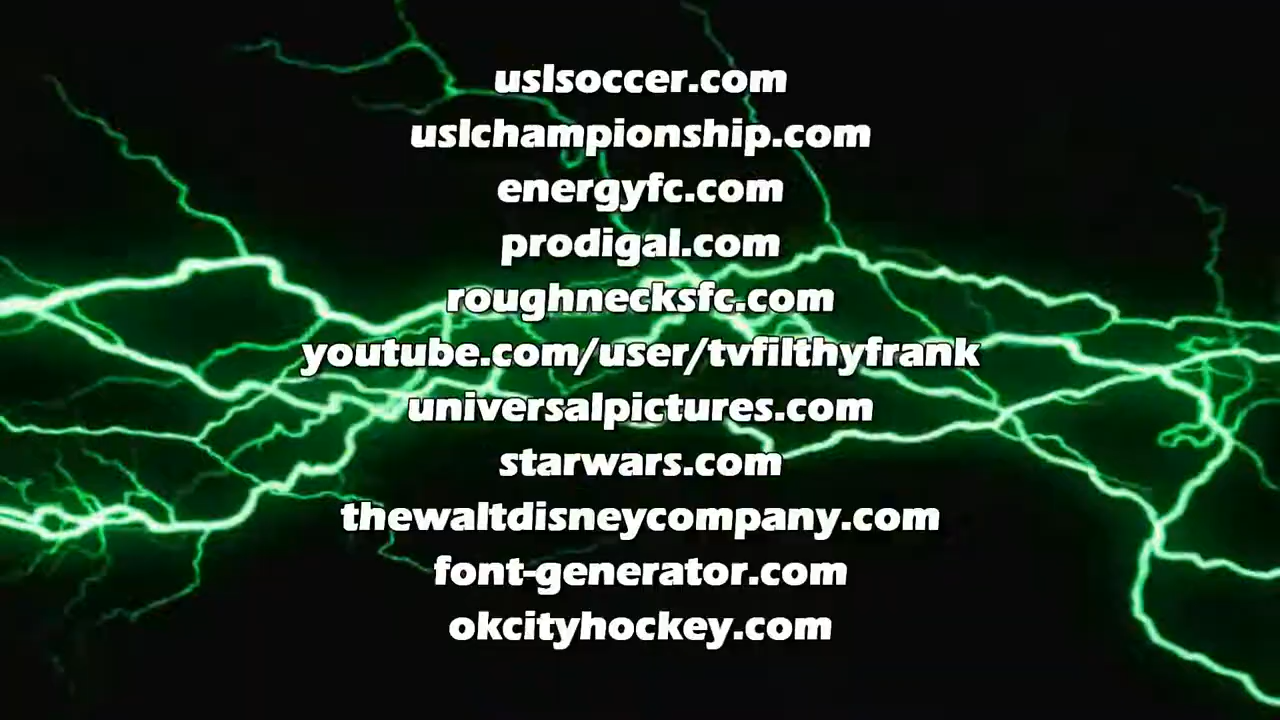 uslsoccer.com
uslchampionship.com
energyfc.com
prodigal.com
roughnecksfc.com
youtube.com/user/tvfilthyfrank
universalpictures.com
starwars.com
thewaltdisneycompany.com
font-generator.com
okcityhockey.com